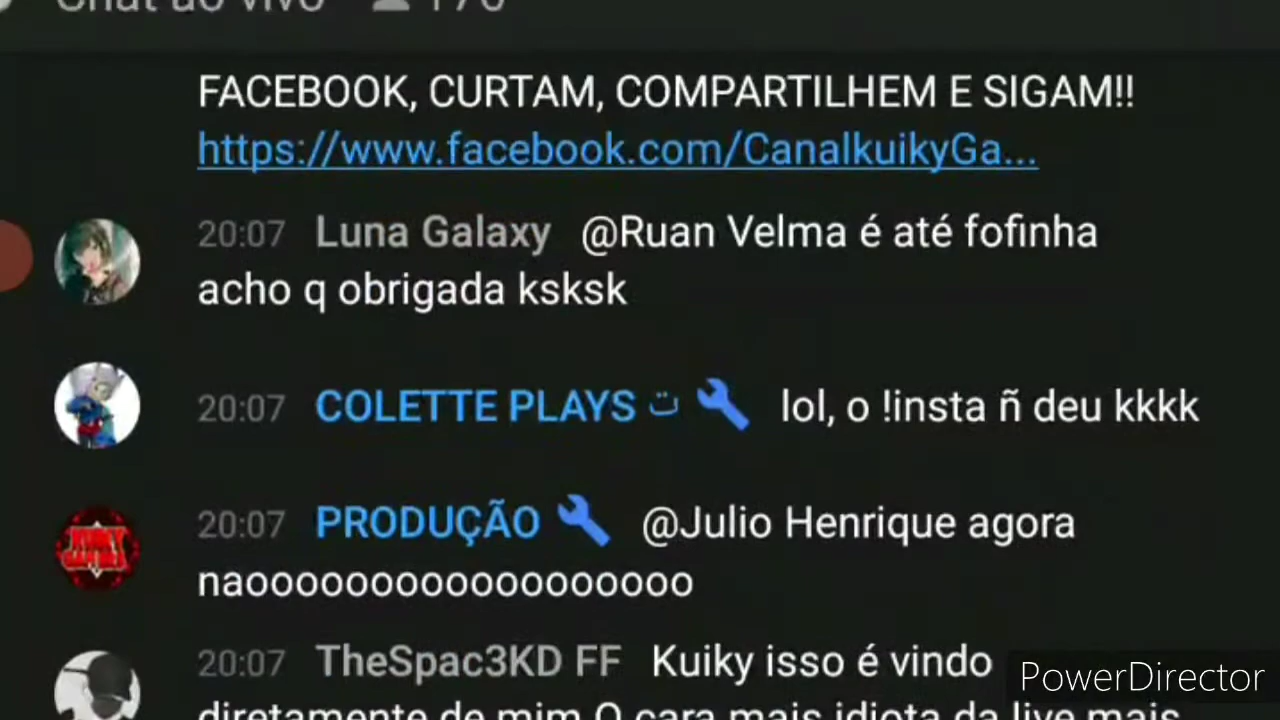 Chat ao vivo 176
FACEBOOK, CURTAM, COMPARTILHEM E SIGAM!!
https://www.facebook.com/CanalkuikyGa...
20:07 Luna Galaxy @Ruan Velma é até fofinha
acho q obrigada ksksk
20:07 COLETTE PLAYS ت lol, o !insta ñ deu kkkk
20:07 PRODUÇÃO @Julio Henrique agora
naooooooooooooooooooo
20:07 TheSpac3KD FF Kuiky isso é vindo
diretamente de mim O cara mais idiota da live mais
PowerDirector